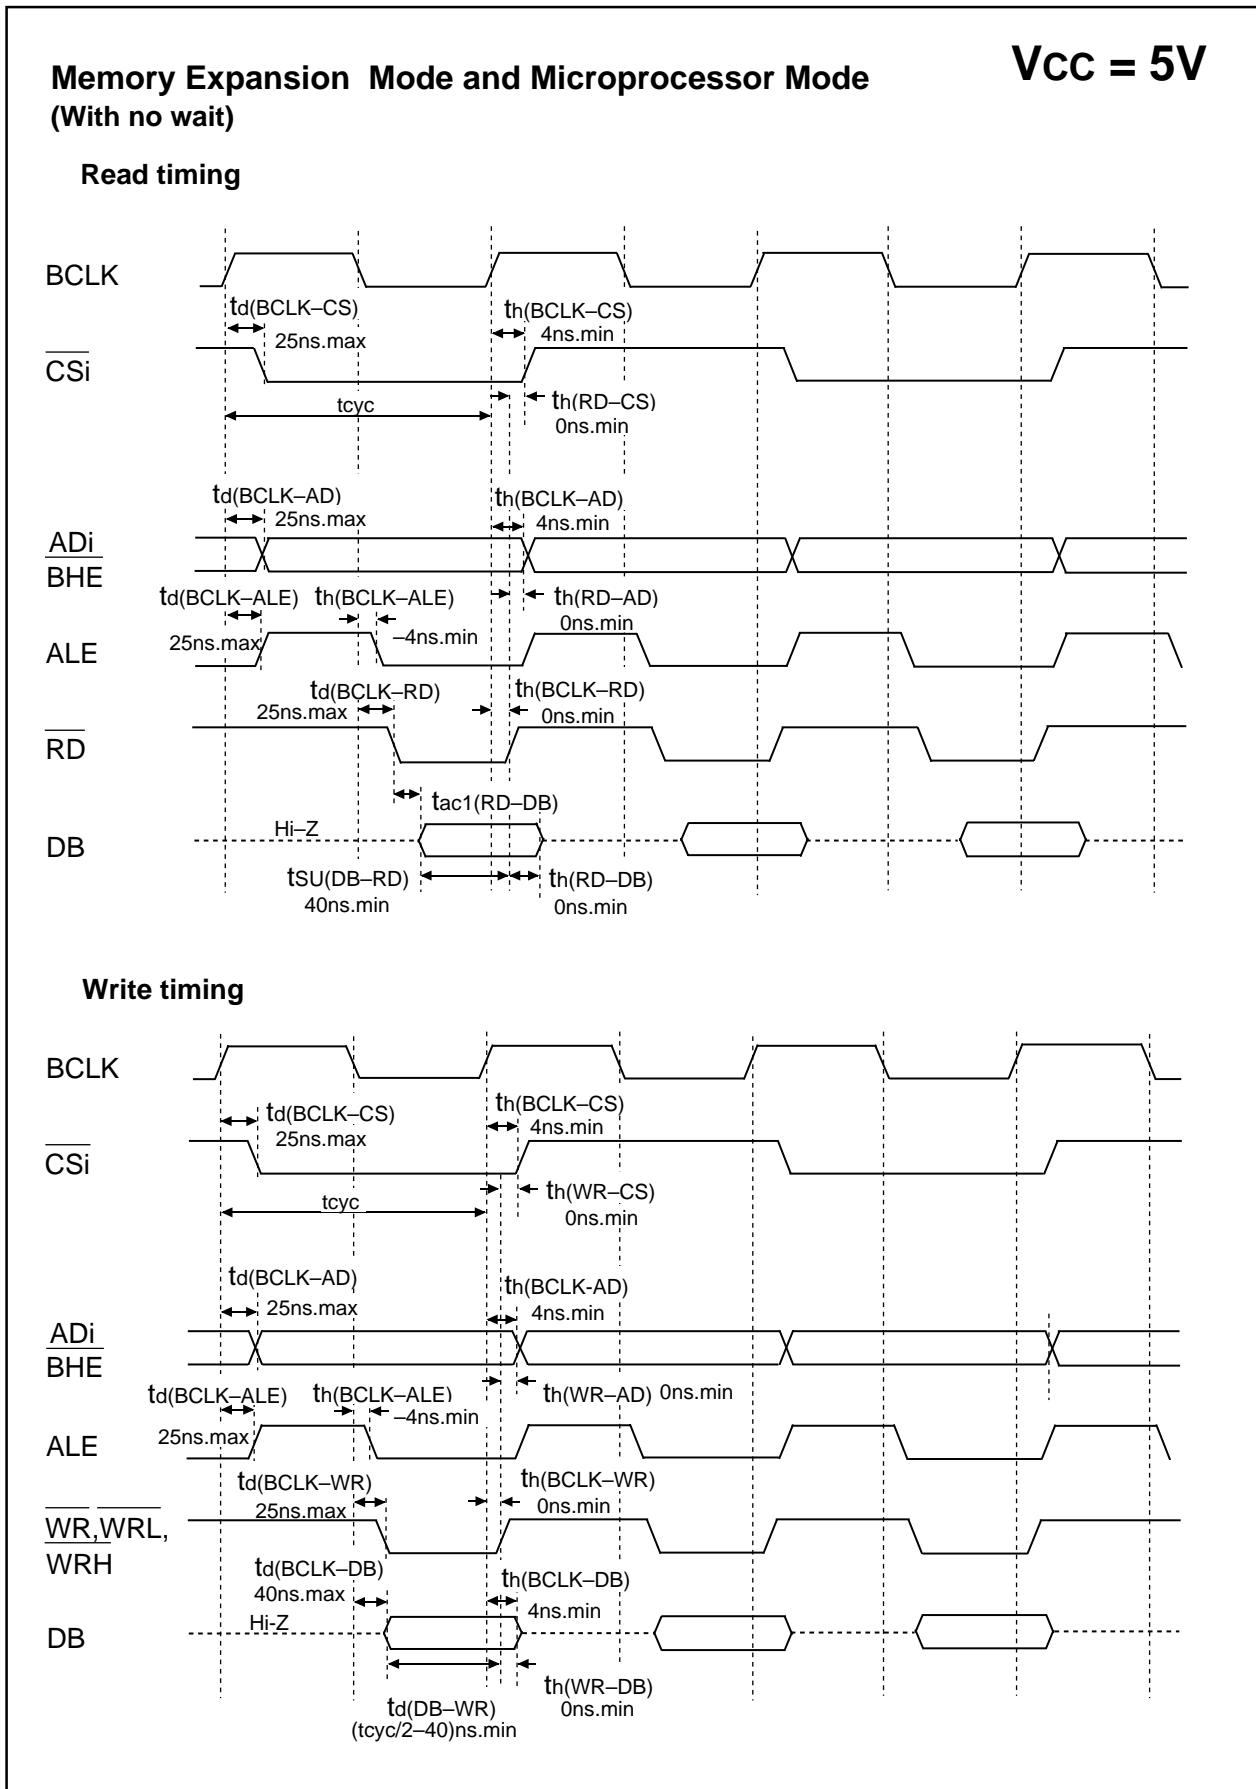 VCC = 5V
Memory Expansion Mode and Microprocessor Mode
(With no wait)
Read timing
BCLK
td(BCLK–CS)
25ns.max
th(BCLK–CS)
4ns.min
CSi
tcyc
th(RD–CS)
0ns.min
td(BCLK–AD)
25ns.max
th(BCLK–AD)
4ns.min
ADi
BHE
td(BCLK–ALE)
25ns.max
th(BCLK–ALE)
–4ns.min
th(RD–AD)
0ns.min
ALE
td(BCLK–RD)
25ns.max
th(BCLK–RD)
0ns.min
RD
tac1(RD–DB)
Hi–Z
DB
tSU(DB–RD)
40ns.min
th(RD–DB)
0ns.min
Write timing
BCLK
td(BCLK–CS)
25ns.max
th(BCLK–CS)
4ns.min
CSi
tcyc
th(WR–CS)
0ns.min
td(BCLK–AD)
25ns.max
th(BCLK-AD)
4ns.min
ADi
BHE
td(BCLK–ALE)
25ns.max
th(BCLK–ALE)
–4ns.min
th(WR–AD) 0ns.min
ALE
td(BCLK–WR)
25ns.max
th(BCLK–WR)
0ns.min
WR,WRL,
WRH
td(BCLK–DB)
40ns.max
th(BCLK–DB)
4ns.min
Hi-Z
DB
td(DB–WR)
(tcyc/2–40)ns.min
th(WR–DB)
0ns.min